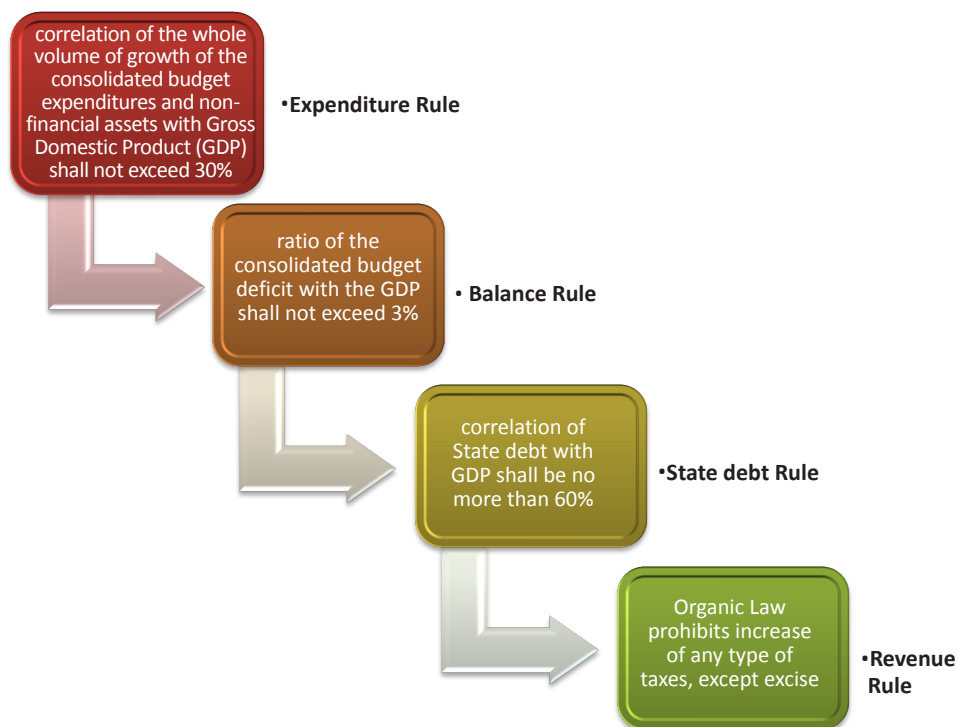 correlation of the whole
volume of growth of the
consolidated budget
expenditures and non-
financial assets with Gross
Domestic Product (GDP)
shall not exceed 30%
•Expenditure Rule
ratio of the
consolidated budget
deficit with the GDP
shall not exceed 3%
• Balance Rule
correlation of
State debt with
GDP shall be no
more than 60%
•State debt Rule
Organic Law
prohibits increase
of any type of
taxes, except excise
•Revenue
Rule